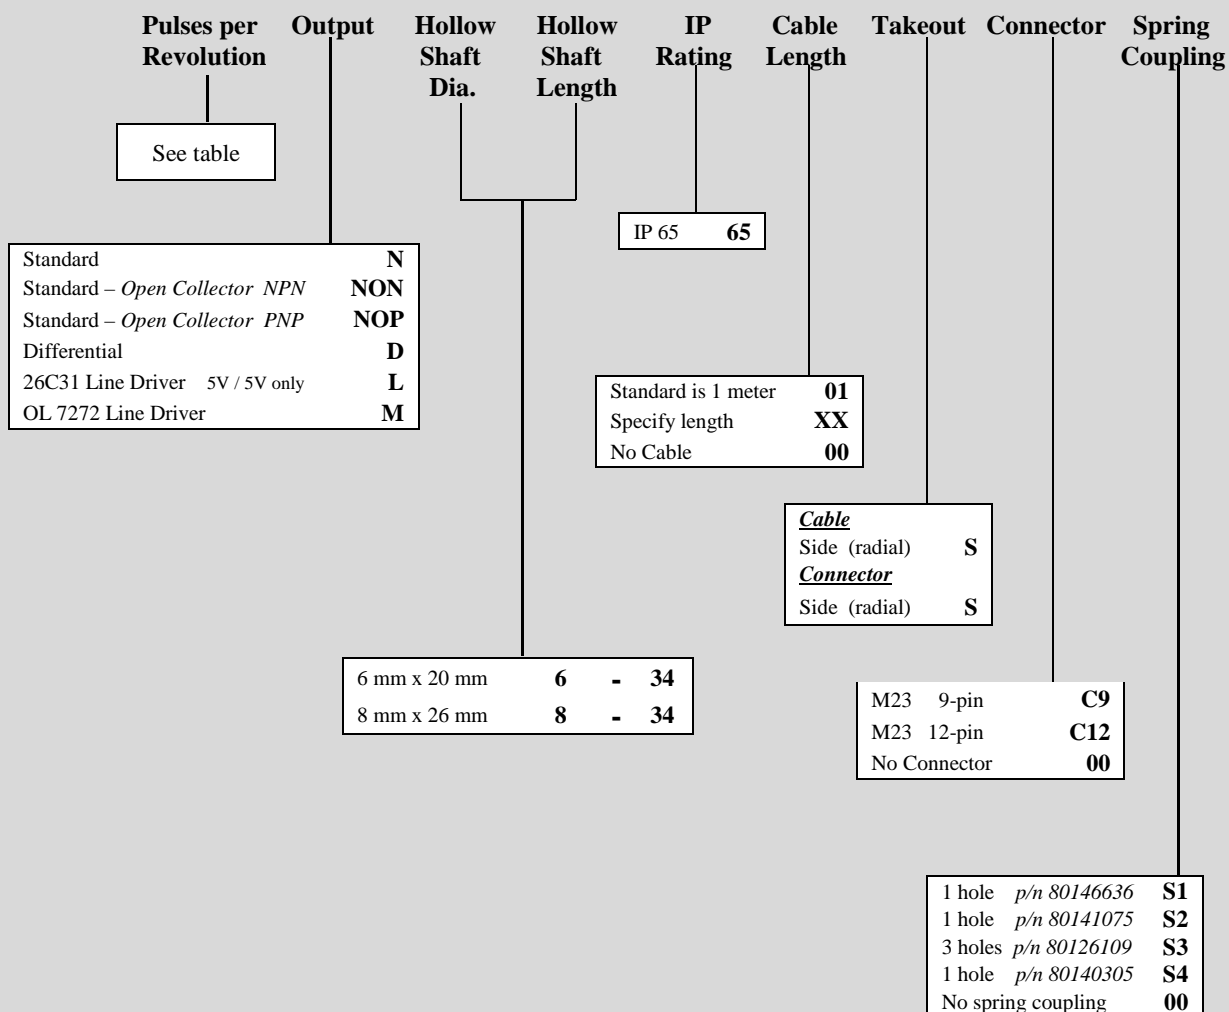 Pulses per Revolution
Output
Hollow Shaft Dia.
Hollow Shaft Length
IP Rating
Cable Length
Takeout
Connector
Spring Coupling
See table
Standard N
Standard – Open Collector NPN NON
Standard – Open Collector PNP NOP
Differential D
26C31 Line Driver 5V / 5V only L
OL 7272 Line Driver M
IP 65 65
Standard is 1 meter 01
Specify length XX
No Cable 00
Cable
Side (radial) S
Connector
Side (radial) S
6 mm x 20 mm 6 - 34
8 mm x 26 mm 8 - 34
M23 9-pin C9
M23 12-pin C12
No Connector 00
1 hole p/n 80146636 S1
1 hole p/n 80141075 S2
3 holes p/n 80126109 S3
1 hole p/n 80140305 S4
No spring coupling 00